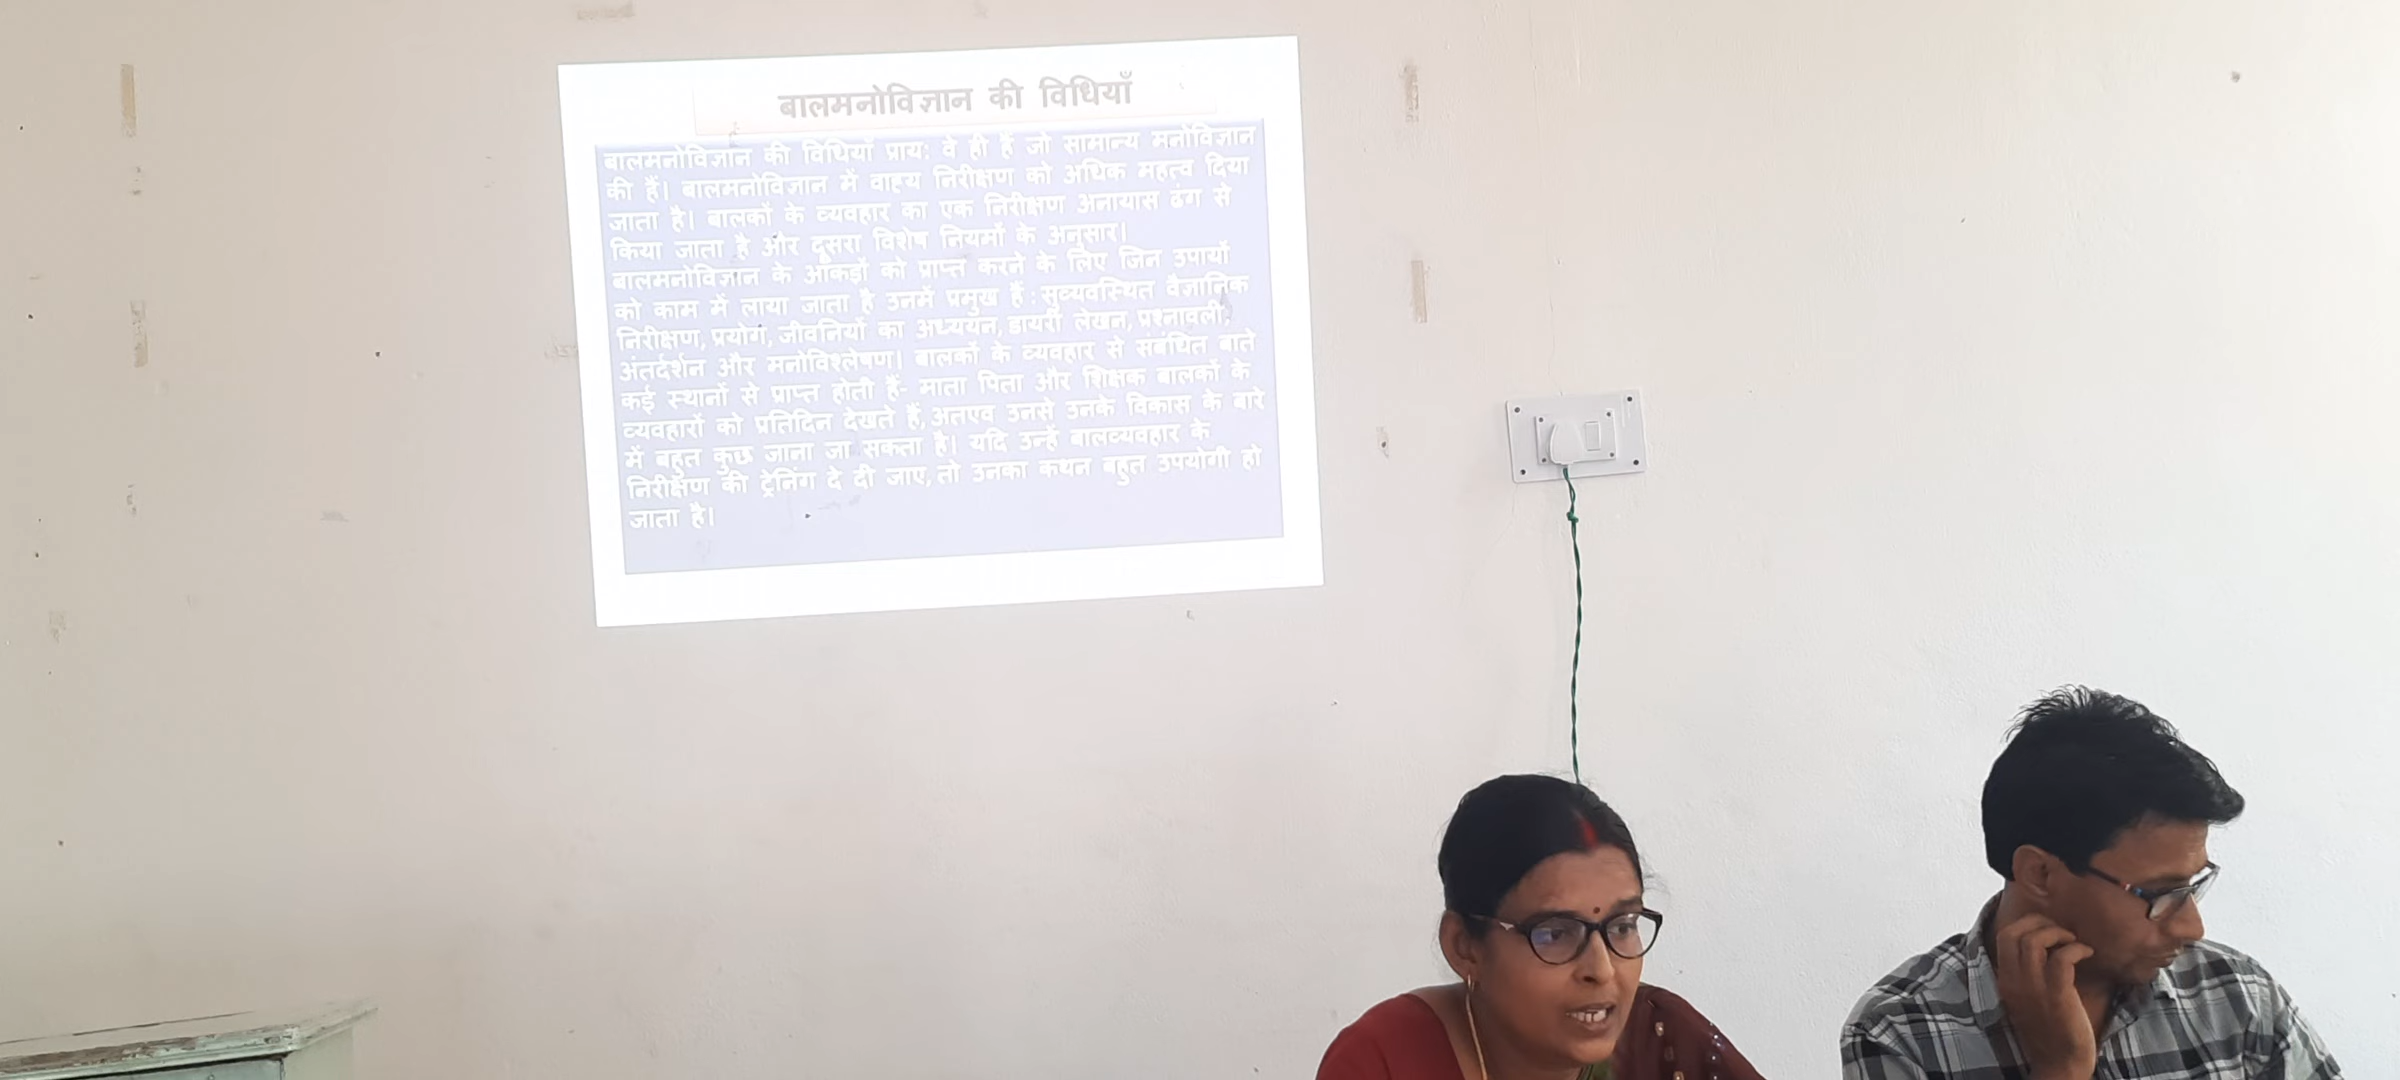 बालमनोविज्ञान की विधियाँ
बालमनोविज्ञान की विधियाँ प्राय: वे ही हैं जो सामान्य मनोविज्ञान
की हैं। बालमनोविज्ञान में वाह्य निरीक्षण को अधिक महत्व दिया
जाता है। बालकों के व्यवहार का एक निरीक्षण अनायास ढंग से
किया जाता है और दूसरा विशेष नियमों के अनुसार।
बालमनोविज्ञान के आँकड़ों को प्राप्त करने के लिए जिन उपायों
को काम में लाया जाता है उनमें प्रमुख हैं : सुव्यवस्थित वैज्ञानिक
निरीक्षण, प्रयोग, जीवनियों का अध्ययन, डायरी लेखन, प्रश्नावली,
अंतर्दर्शन और मनोविश्लेषण। बालकों के व्यवहार से संबंधित बाते
कई स्थानों से प्राप्त होती हैं- माता पिता और शिक्षक बालकों के
व्यवहारों को प्रतिदिन देखते हैं, अतएव उनसे उनके विकास के बारे
में बहुत कुछ जाना जा सकता है। यदि उन्हें बालव्यवहार के
निरीक्षण की ट्रेनिंग दे दी जाए, तो उनका कथन बहुत उपयोगी हो
जाता है।